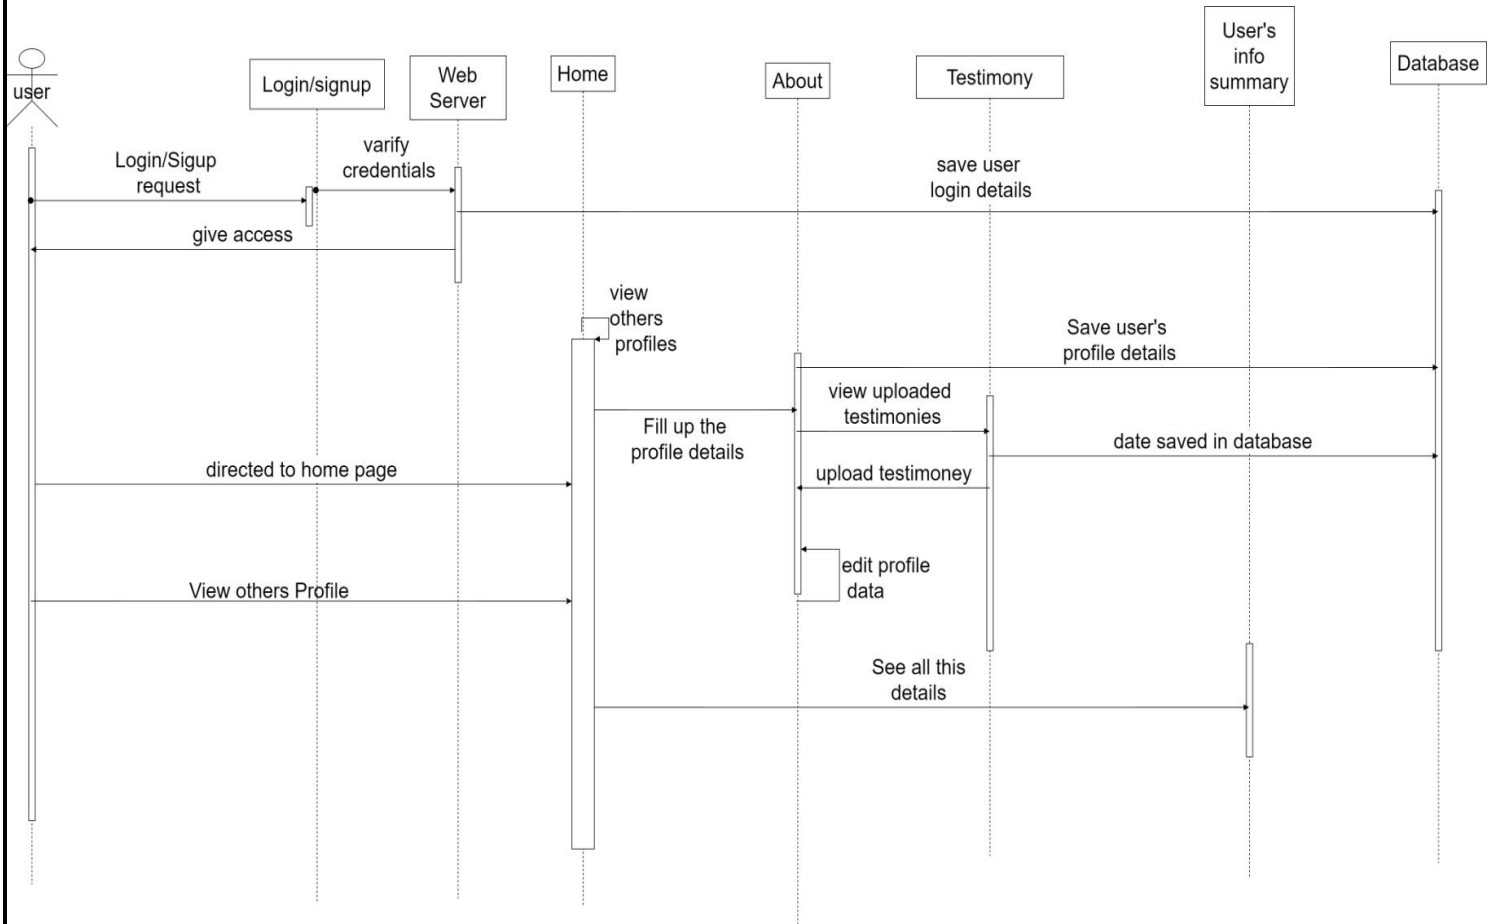 User's
info
summary
Login/signup
Web
Server
Home
About
Testimony
Database
user
Login/Sigup
request
varify
credentials
save user
login details
give access
view
others
profiles
Save user's
profile details
view uploaded
testimonies
Fill up the
profile details
date saved in database
directed to home page
upload testimoney
edit profile
data
View others Profile
See all this
details